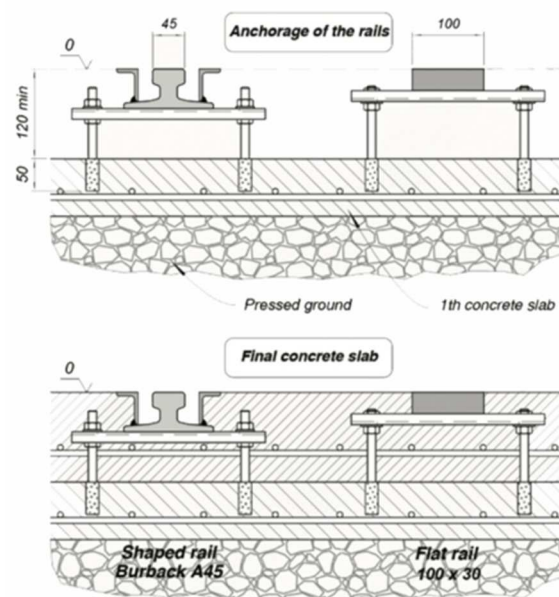 45
Anchorage of the rails
100
0
120 min
50
Pressed ground
1th concrete slab
Final concrete slab
0
Shaped rail
Burback A45
Flat rail
100 x 30